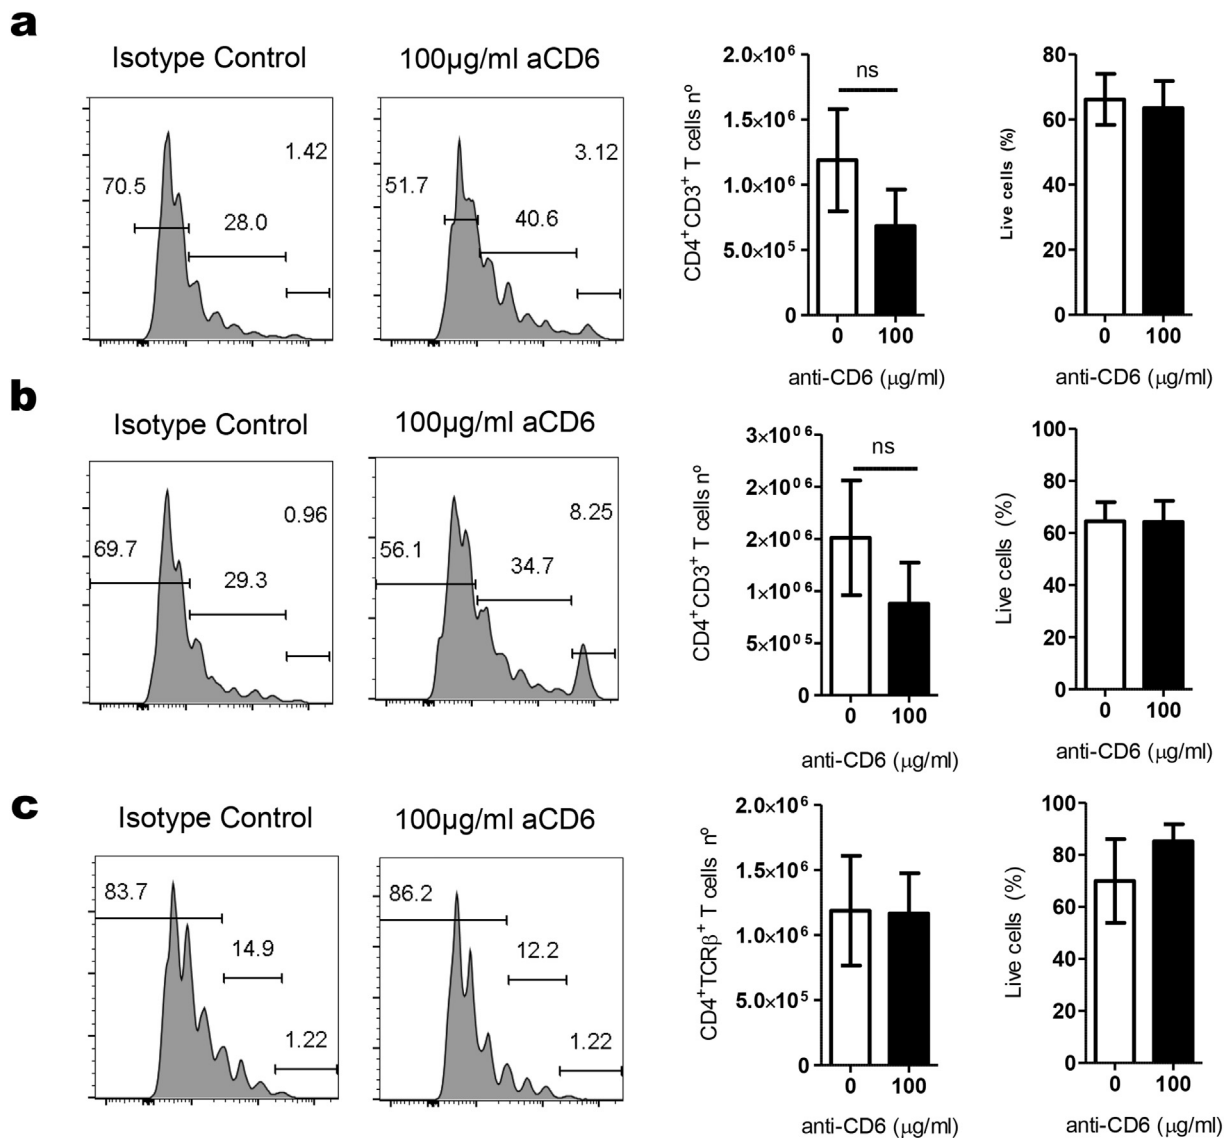 a
Isotype Control
100µg/ml aCD6
70.5
28.0
1.42
51.7
40.6
3.12
CD4+CD3+ T cells nº
2.0×10⁶
1.5×10⁶
1.0×10⁶
5.0×10⁵
0
ns
0 100
anti-CD6 (µg/ml)
Live cells (%)
80
60
40
20
0
0 100
anti-CD6 (µg/ml)
b
Isotype Control
100µg/ml aCD6
69.7
29.3
0.96
56.1
34.7
8.25
CD4+CD3+ T cells nº
3×10⁰⁶
2×10⁰⁶
2×10⁰⁶
1×10⁰⁶
5×10⁰⁵
0
ns
0 100
anti-CD6 (µg/ml)
Live cells (%)
100
80
60
40
20
0
0 100
anti-CD6 (µg/ml)
c
Isotype Control
100µg/ml aCD6
83.7
14.9
1.22
86.2
12.2
1.22
CD4+TCRβ+ T cells nº
2.0×10⁶
1.5×10⁶
1.0×10⁶
5.0×10⁵
0
0 100
anti-CD6 (µg/ml)
Live cells (%)
100
80
60
40
20
0
0 100
anti-CD6 (µg/ml)